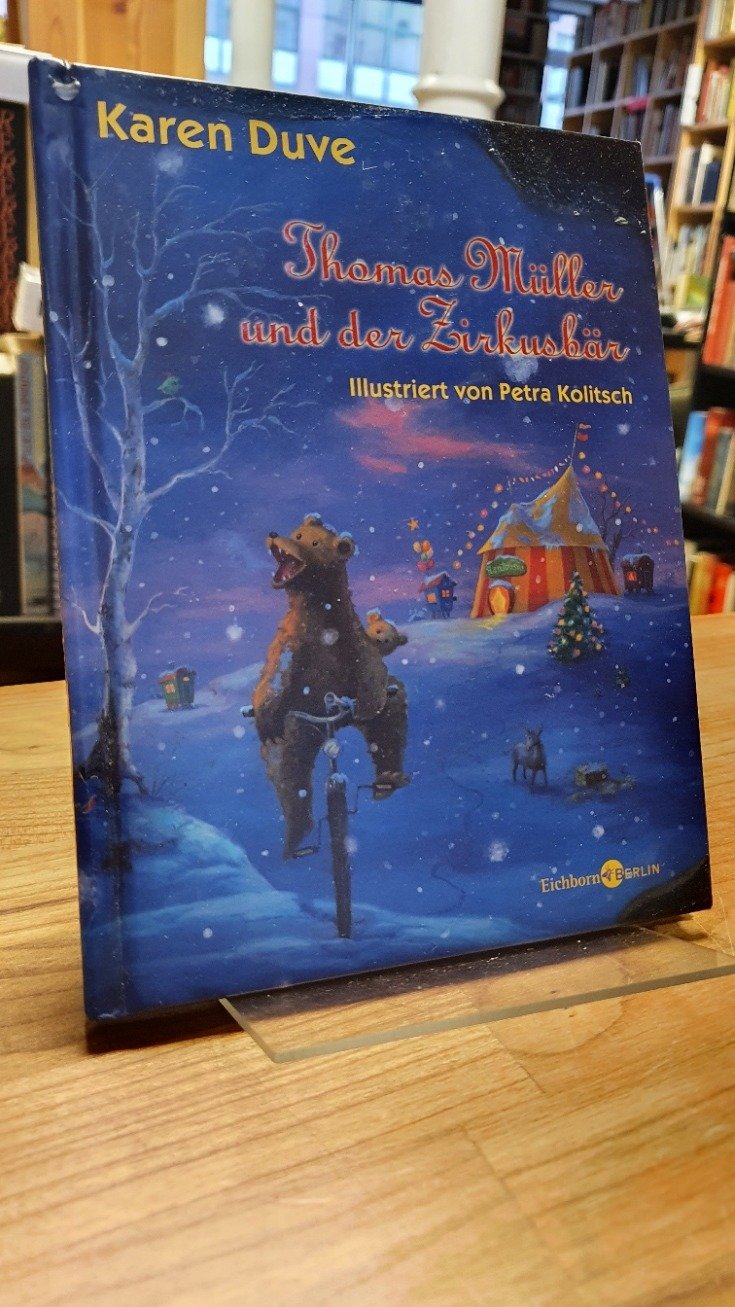 Karen Duve
Thomas Müller
und der Zirkusbär
Illustriert von Petra Kolitsch
Eichborn BERLIN